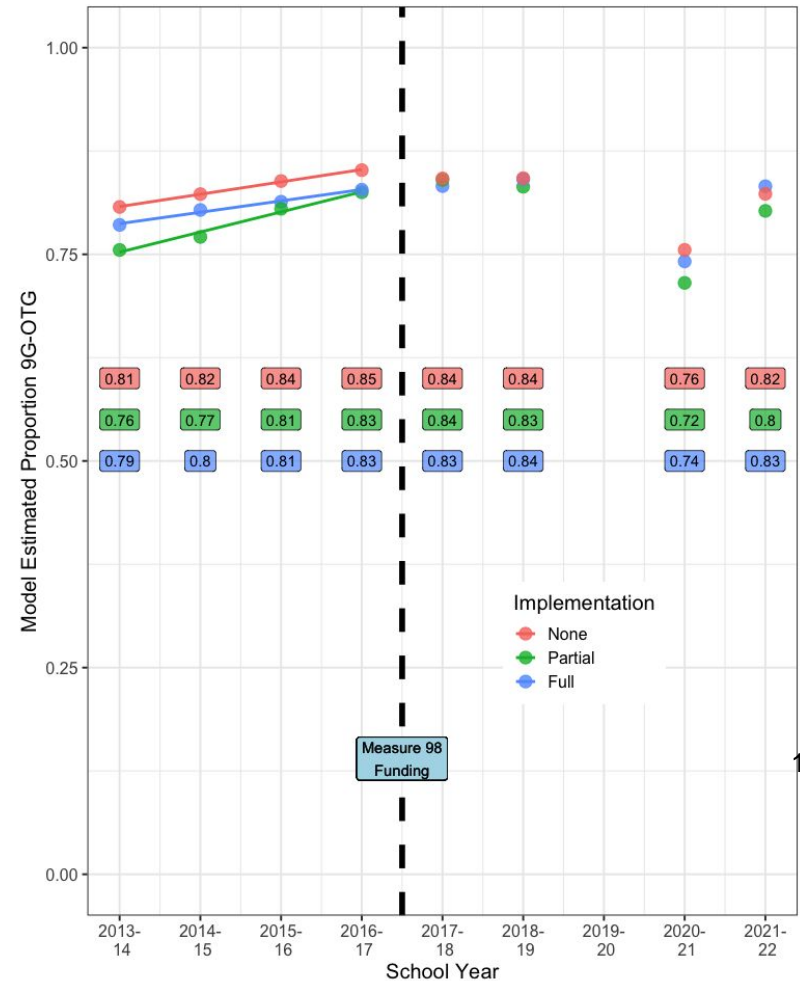 1.00
0.75
0.81 0.82 0.84 0.85 0.84 0.84 0.76 0.82
0.76 0.77 0.81 0.83 0.84 0.83 0.72 0.8
0.79 0.8 0.81 0.83 0.83 0.84 0.74 0.83
0.50
Model Estimated Proportion 9G-OTG
Implementation
None
Partial
Full
0.25
Measure 98
Funding
1
0.00
2013- 2014- 2015- 2016- 2017- 2018- 2019- 2020- 2021-
14 15 16 17 18 19 20 21 22
School Year